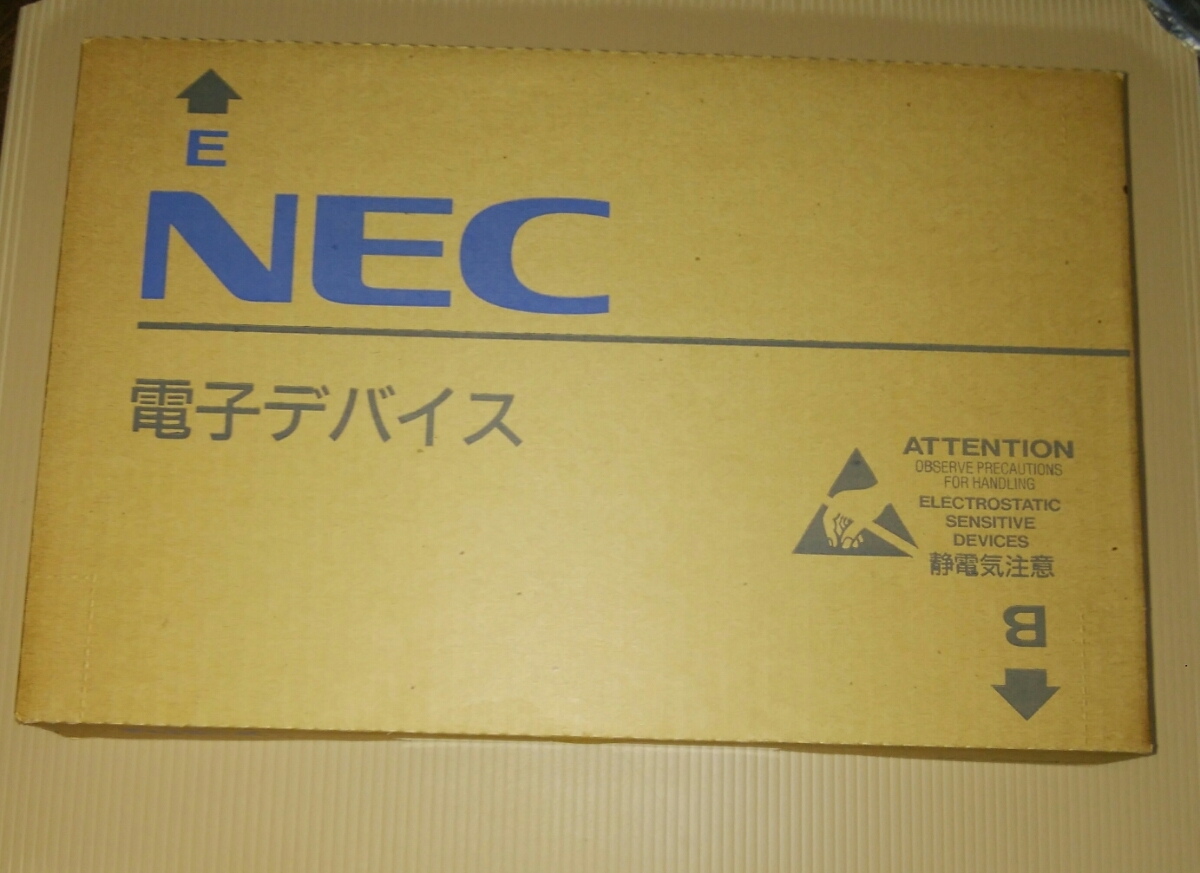 E
NEC
電子デバイス
ATTENTION
OBSERVE PRECAUTIONS
FOR HANDLING
ELECTROSTATIC
SENSITIVE
DEVICES
静電気注意
B